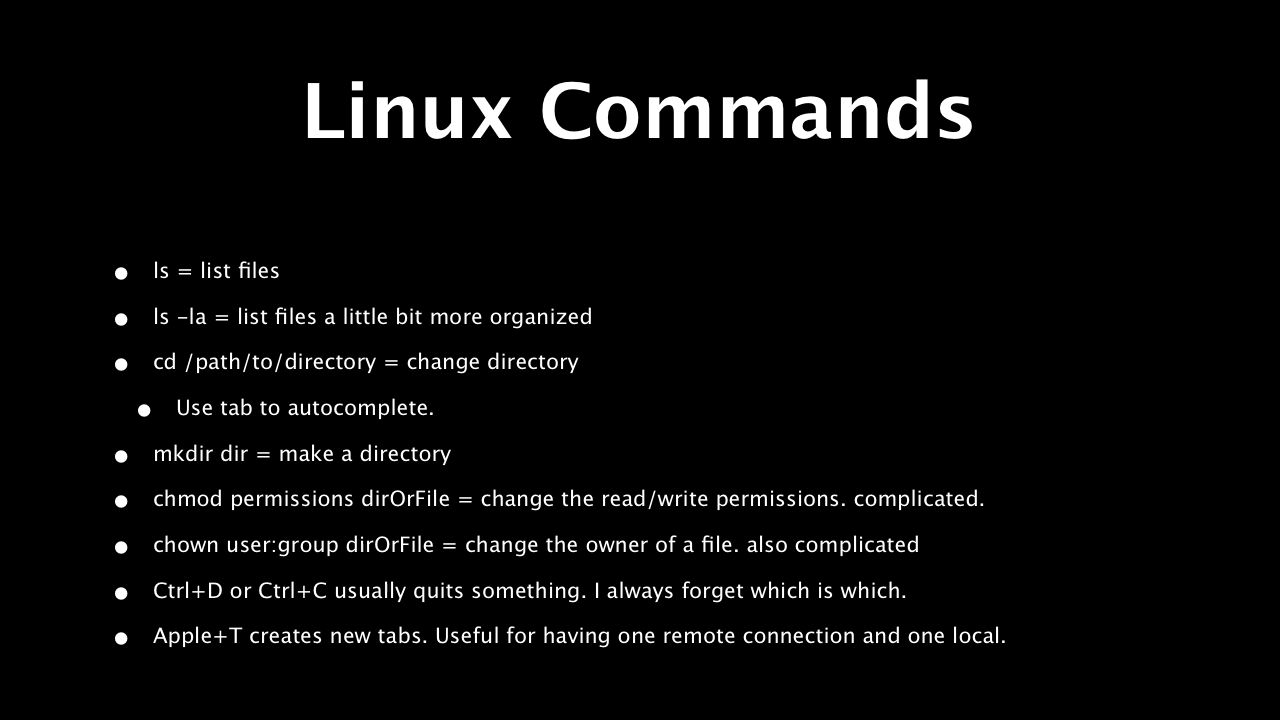 Linux Commands
• ls = list files
• ls -la = list files a little bit more organized
• cd /path/to/directory = change directory
• Use tab to autocomplete.
• mkdir dir = make a directory
• chmod permissions dirOrFile = change the read/write permissions. complicated.
• chown user:group dirOrFile = change the owner of a file. also complicated
• Ctrl+D or Ctrl+C usually quits something. I always forget which is which.
• Apple+T creates new tabs. Useful for having one remote connection and one local.